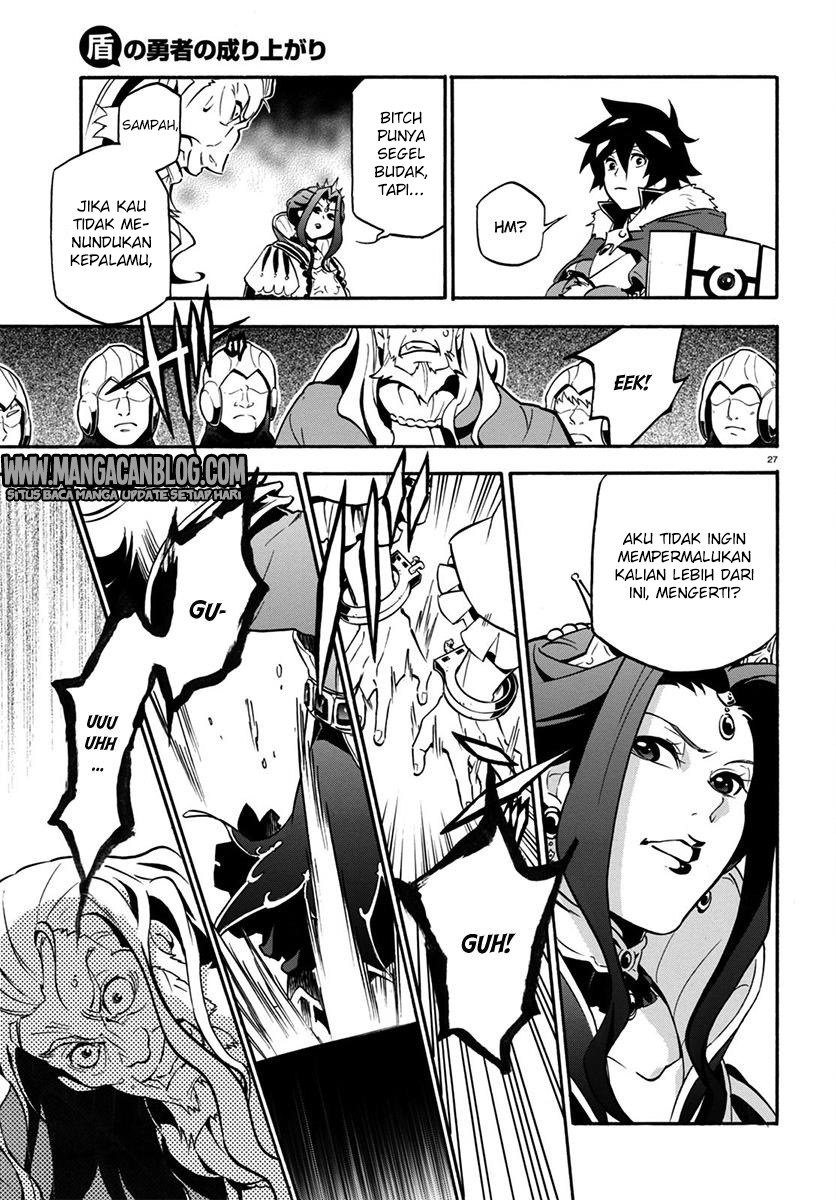 盾の勇者の成り上がり
HM?
BITCH
PUNYA
SEGEL
BUDAK,
TAPI...
SAMPAH,
JIKA KAU
TIDAK ME-
NUNDUKAN
KEPALAMU,
EEK!
27
WWW.MANGACANBLOG.COM
SITUS BACA MANGA UPDATE SETIAP HARI
AKU TIDAK INGIN
MEMPERMALUKAN
KALIAN LEBIH DARI
INI, MENGERTI?
GUH!
GU-
UUU
UHH
...